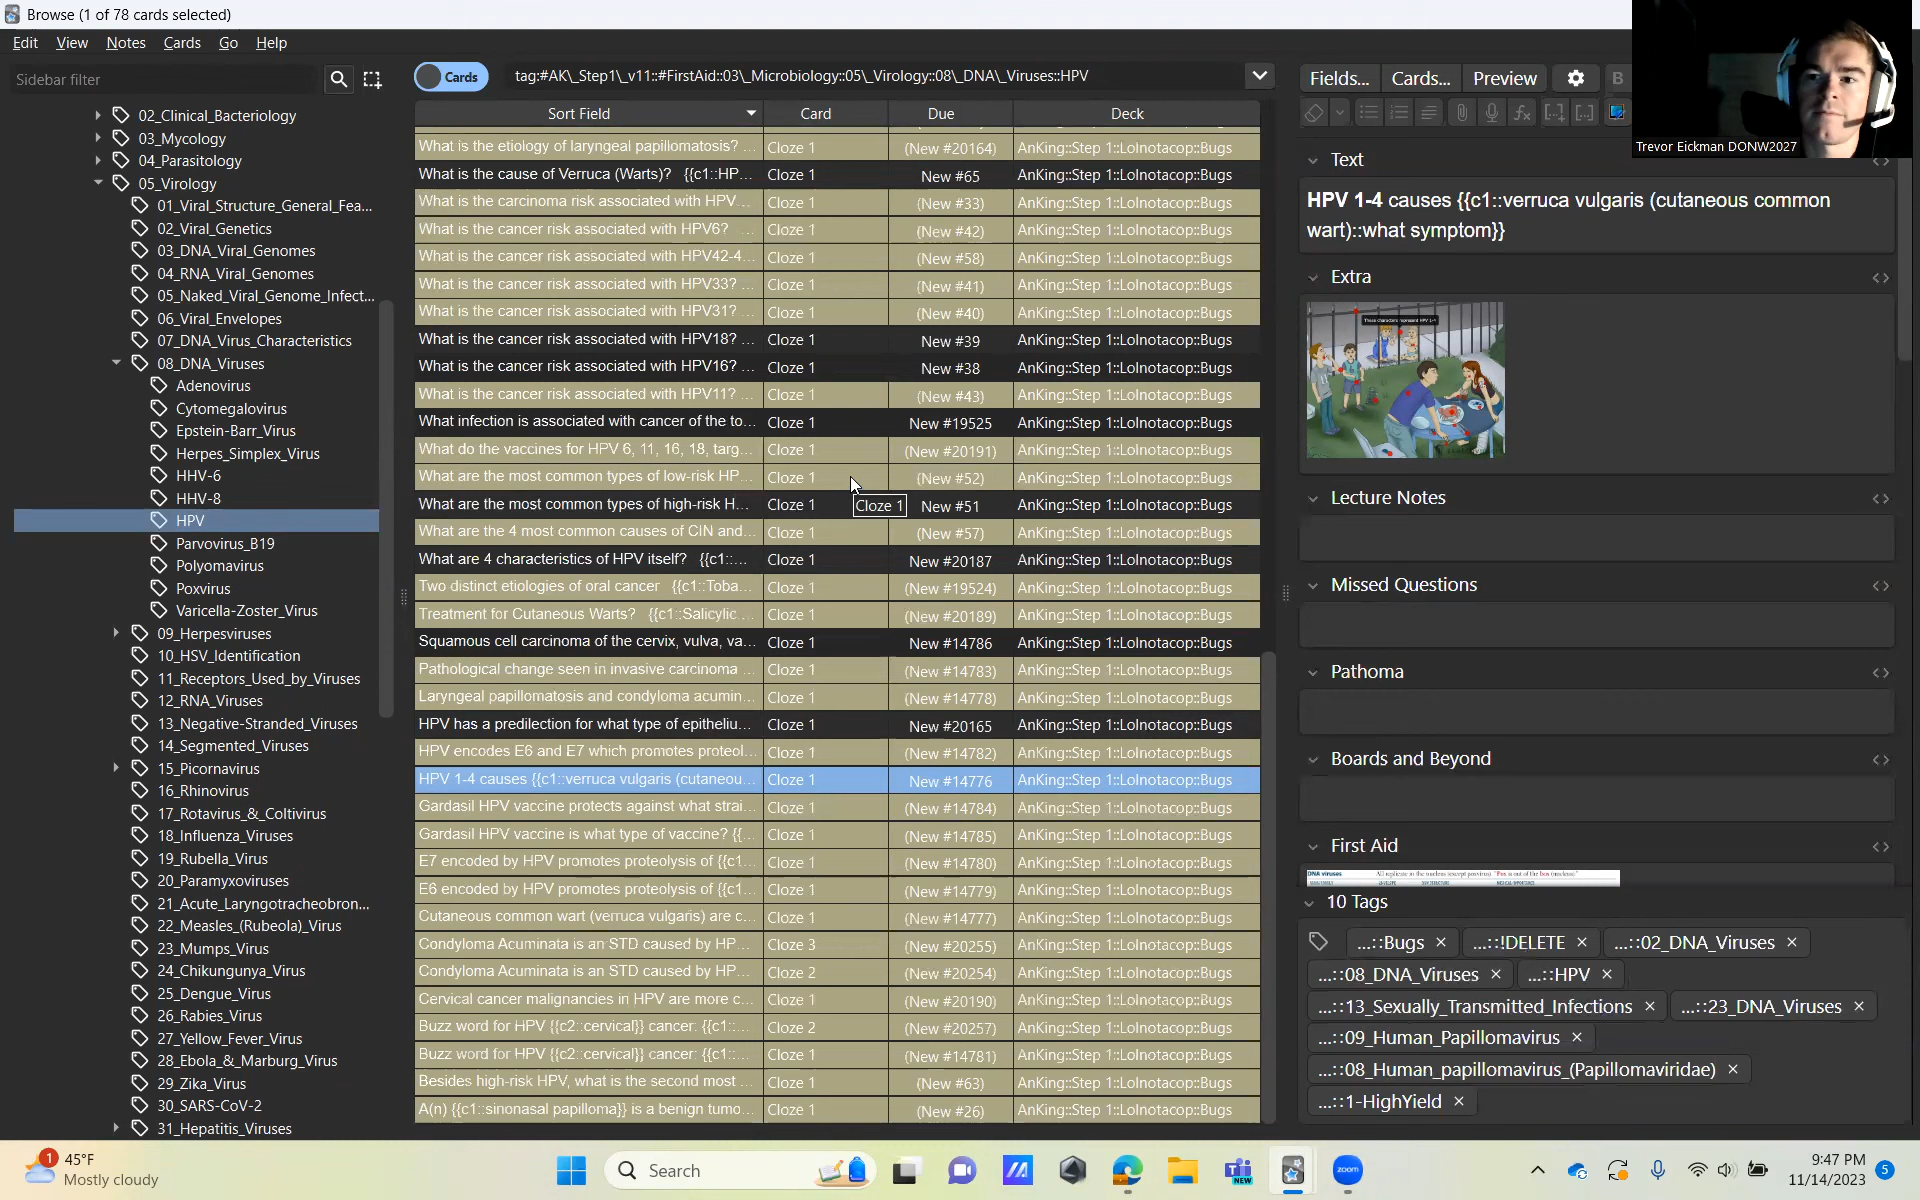 Browse (1 of 78 cards selected)
Edit View Notes Cards Go Help
Sidebar filter
02_Clinical_Bacteriology
03_Mycology
04_Parasitology
05_Virology
01_Viral_Structure_General_Fea...
02_Viral_Genetics
03_DNA_Viral_Genomes
04_RNA_Viral_Genomes
05_Naked_Viral_Genome_Infect...
06_Viral_Envelopes
07_DNA_Virus_Characteristics
08_DNA_Viruses
Adenovirus
Cytomegalovirus
Epstein-Barr_Virus
Herpes_Simplex_Virus
HHV-6
HHV-8
HPV
Parvovirus_B19
Polyomavirus
Poxvirus
Varicella-Zoster_Virus
09_Herpesviruses
10_HSV_Identification
11_Receptors_Used_by_Viruses
12_RNA_Viruses
13_Negative-Stranded_Viruses
14_Segmented_Viruses
15_Picornavirus
16_Rhinovirus
17_Rotavirus_&_Coltivirus
18_Influenza_Viruses
19_Rubella_Virus
20_Paramyxoviruses
21_Acute_Laryngotracheobron...
22_Measles_(Rubeola)_Virus
23_Mumps_Virus
24_Chikungunya_Virus
25_Dengue_Virus
26_Rabies_Virus
27_Yellow_Fever_Virus
28_Ebola_&_Marburg_Virus
29_Zika_Virus
30_SARS-CoV-2
31_Hepatitis_Viruses
Cards tag:#AK\_Step1\_v11::#FirstAid::03\_Microbiology::05\_Virology::08\_DNA\_Viruses::HPV
Sort Field Card Due Deck
What is the etiology of laryngeal papillomatosis? ... Cloze 1 (New #20164) AnKing::Step 1::Lolnotacop::Bugs
What is the cause of Verruca (Warts)? {{c1::HP... Cloze 1 New #65 AnKing::Step 1::Lolnotacop::Bugs
What is the carcinoma risk associated with HPV... Cloze 1 (New #33) AnKing::Step 1::Lolnotacop::Bugs
What is the cancer risk associated with HPV6? ... Cloze 1 (New #42) AnKing::Step 1::Lolnotacop::Bugs
What is the cancer risk associated with HPV42-4... Cloze 1 (New #58) AnKing::Step 1::Lolnotacop::Bugs
What is the cancer risk associated with HPV33? ... Cloze 1 (New #41) AnKing::Step 1::Lolnotacop::Bugs
What is the cancer risk associated with HPV31? ... Cloze 1 (New #40) AnKing::Step 1::Lolnotacop::Bugs
What is the cancer risk associated with HPV18? ... Cloze 1 New #39 AnKing::Step 1::Lolnotacop::Bugs
What is the cancer risk associated with HPV16? ... Cloze 1 New #38 AnKing::Step 1::Lolnotacop::Bugs
What is the cancer risk associated with HPV11? ... Cloze 1 (New #43) AnKing::Step 1::Lolnotacop::Bugs
What infection is associated with cancer of the to... Cloze 1 New #19525 AnKing::Step 1::Lolnotacop::Bugs
What do the vaccines for HPV 6, 11, 16, 18, targ... Cloze 1 (New #20191) AnKing::Step 1::Lolnotacop::Bugs
What are the most common types of low-risk HP... Cloze 1 (New #52) AnKing::Step 1::Lolnotacop::Bugs
What are the most common types of high-risk H... Cloze 1 New #51 AnKing::Step 1::Lolnotacop::Bugs
Cloze 1
What are the 4 most common causes of CIN and... Cloze 1 (New #57) AnKing::Step 1::Lolnotacop::Bugs
What are 4 characteristics of HPV itself? {{c1::... Cloze 1 New #20187 AnKing::Step 1::Lolnotacop::Bugs
Two distinct etiologies of oral cancer {{c1::Toba... Cloze 1 (New #19524) AnKing::Step 1::Lolnotacop::Bugs
Treatment for Cutaneous Warts? {{c1::Salicylic... Cloze 1 (New #20189) AnKing::Step 1::Lolnotacop::Bugs
Squamous cell carcinoma of the cervix, vulva, va... Cloze 1 New #14786 AnKing::Step 1::Lolnotacop::Bugs
Pathological change seen in invasive carcinoma ... Cloze 1 (New #14783) AnKing::Step 1::Lolnotacop::Bugs
Laryngeal papillomatosis and condyloma acumin... Cloze 1 (New #14778) AnKing::Step 1::Lolnotacop::Bugs
HPV has a predilection for what type of epitheliu... Cloze 1 New #20165 AnKing::Step 1::Lolnotacop::Bugs
HPV encodes E6 and E7 which promotes proteol... Cloze 1 (New #14782) AnKing::Step 1::Lolnotacop::Bugs
HPV 1-4 causes {{c1::verruca vulgaris (cutaneou... Cloze 1 New #14776 AnKing::Step 1::Lolnotacop::Bugs
Gardasil HPV vaccine protects against what strai... Cloze 1 (New #14784) AnKing::Step 1::Lolnotacop::Bugs
Gardasil HPV vaccine is what type of vaccine? {{... Cloze 1 (New #14785) AnKing::Step 1::Lolnotacop::Bugs
E7 encoded by HPV promotes proteolysis of {{c1... Cloze 1 (New #14780) AnKing::Step 1::Lolnotacop::Bugs
E6 encoded by HPV promotes proteolysis of {{c1... Cloze 1 (New #14779) AnKing::Step 1::Lolnotacop::Bugs
Cutaneous common wart (verruca vulgaris) are c... Cloze 1 (New #14777) AnKing::Step 1::Lolnotacop::Bugs
Condyloma Acuminata is an STD caused by HP... Cloze 3 (New #20255) AnKing::Step 1::Lolnotacop::Bugs
Condyloma Acuminata is an STD caused by HP... Cloze 2 (New #20254) AnKing::Step 1::Lolnotacop::Bugs
Cervical cancer malignancies in HPV are more c... Cloze 1 (New #20190) AnKing::Step 1::Lolnotacop::Bugs
Buzz word for HPV {{c2::cervical}} cancer: {{c1::... Cloze 2 (New #20257) AnKing::Step 1::Lolnotacop::Bugs
Buzz word for HPV {{c2::cervical}} cancer: {{c1::... Cloze 1 (New #14781) AnKing::Step 1::Lolnotacop::Bugs
Besides high-risk HPV, what is the second most ... Cloze 1 (New #63) AnKing::Step 1::Lolnotacop::Bugs
A(n) {{c1::sinonasal papilloma}} is a benign tumo... Cloze 1 (New #26) AnKing::Step 1::Lolnotacop::Bugs
Fields... Cards... Preview B
Trevor Eickman DONW2027
Text
HPV 1-4 causes {{c1::verruca vulgaris (cutaneous common
wart)::what symptom}}
Extra
These characters represent HPV 1-4
Lecture Notes
Missed Questions
Pathoma
Boards and Beyond
First Aid
DNA viruses
10 Tags
...::Bugs × ...::!DELETE × ...::02_DNA_Viruses ×
...::08_DNA_Viruses × ...::HPV ×
...::13_Sexually_Transmitted_Infections × ...::23_DNA_Viruses ×
...::09_Human_Papillomavirus ×
...::08_Human_papillomavirus_(Papillomaviridae) ×
...::1-HighYield ×
1 45°F
Mostly cloudy
Search
NEW
zoom
9:47 PM
11/14/2023
5